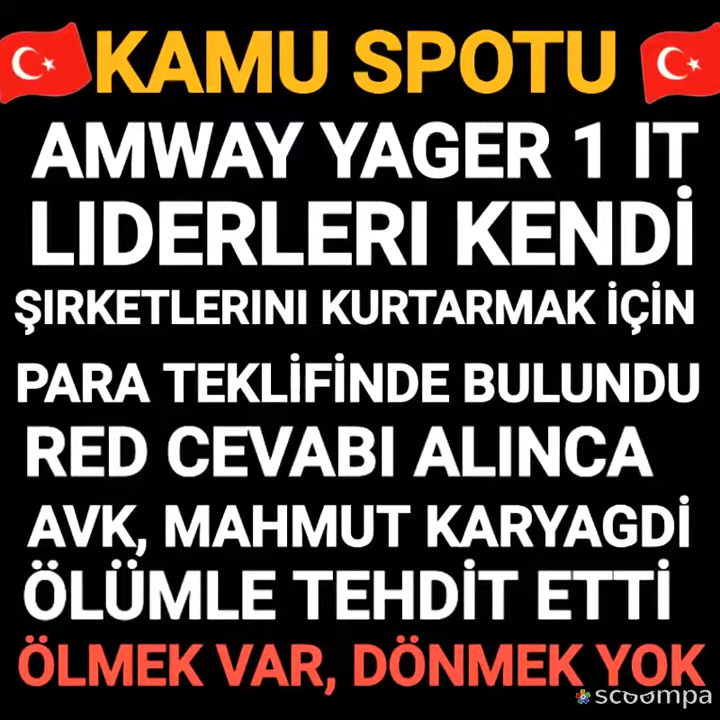 KAMU SPOTU
AMWAY YAGER 1 IT
LIDERLERI KENDİ
ŞIRKETLERINI KURTARMAK İÇİN
PARA TEKLİFİNDE BULUNDU
RED CEVABI ALINCA
AVK, MAHMUT KARYAGDİ
ÖLÜMLE TEHDİT ETTİ
ÖLMEK VAR, DÖNMEK YOK
scoompa